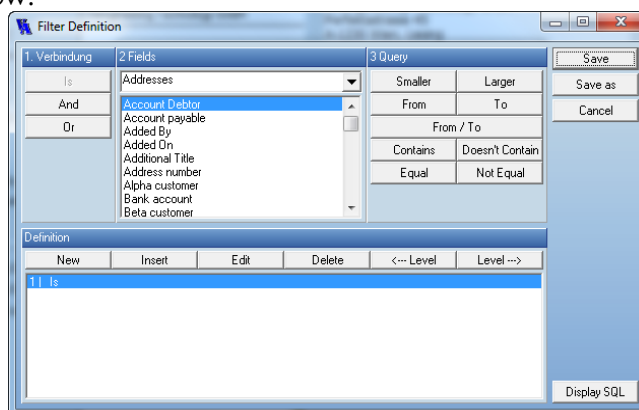 ow.
Filter Definition
1. Verbindung
2 Fields
3 Query
Save
Save as
Cancel
Is
And
Or
Addresses
Account Debtor
Account payable
Added By
Added On
Additional Title
Address number
Alpha customer
Bank account
Beta customer
Smaller
Larger
From
To
From / To
Contains
Doesn't Contain
Equal
Not Equal
Definition
New
Insert
Edit
Delete
<--- Level
Level --->
1 | Is
Display SQL